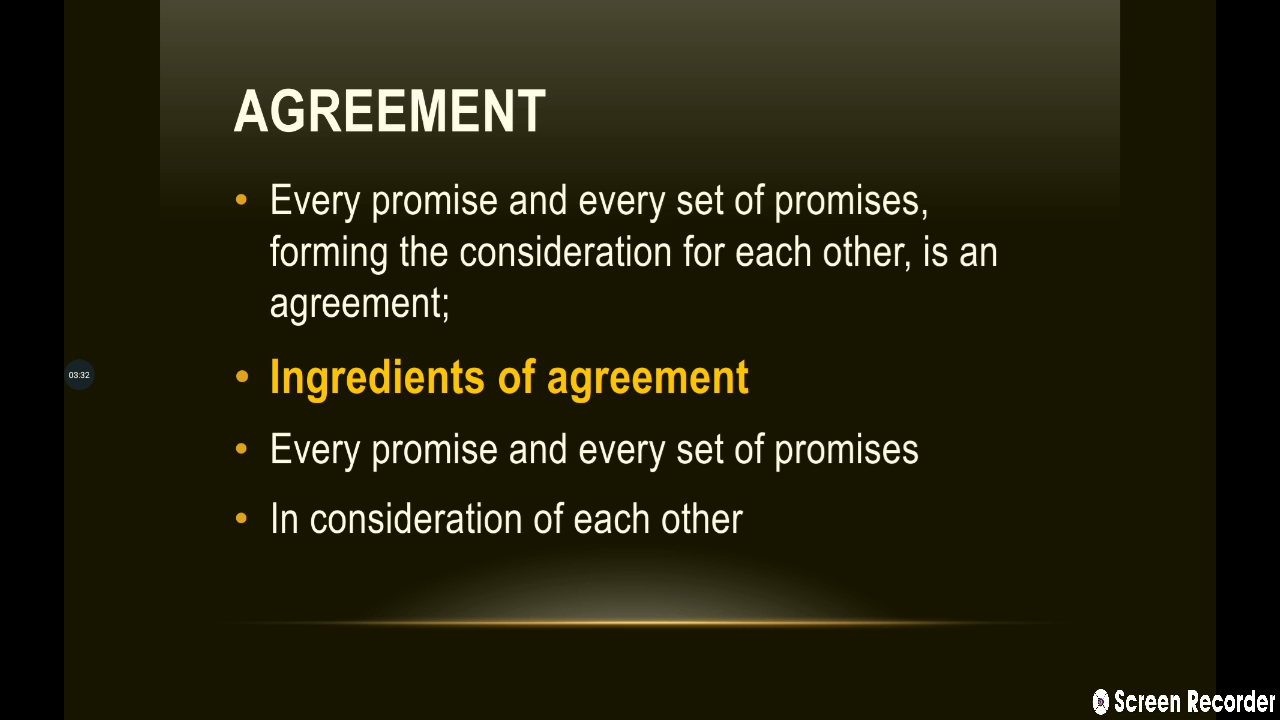 AGREEMENT
• Every promise and every set of promises,
forming the consideration for each other, is an
agreement;
• Ingredients of agreement
• Every promise and every set of promises
• In consideration of each other
03:32
Screen Recorder